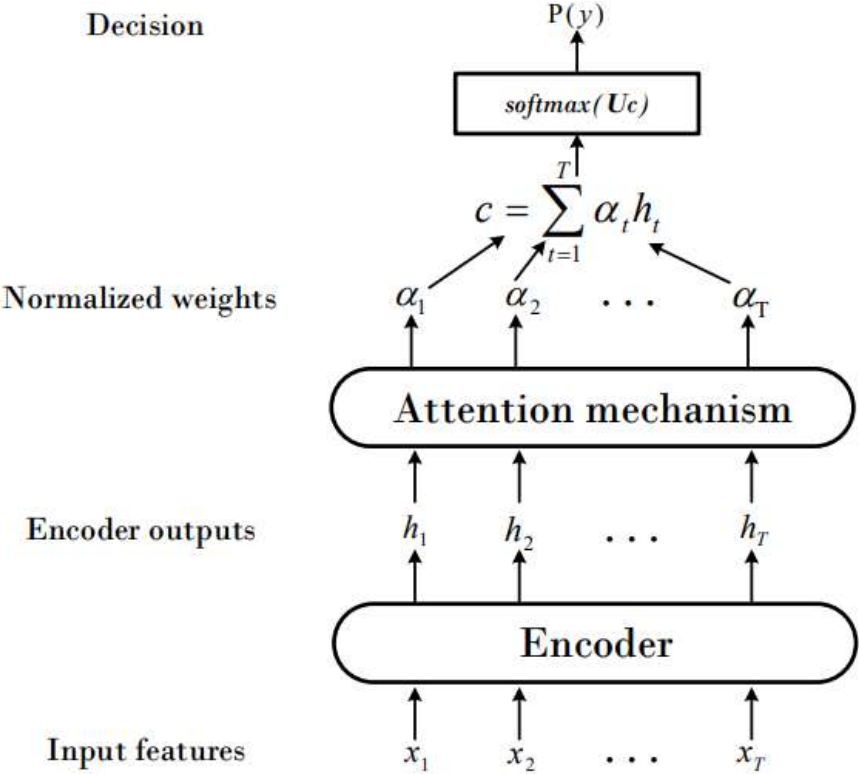 Decision P(y)
softmax(Uc)
c = \sum_{t=1}^{T} α_t h_t
Normalized weights α_1 α_2 . . . α_T
Attention mechanism
Encoder outputs h_1 h_2 . . . h_T
Encoder
Input features x_1 x_2 . . . x_T